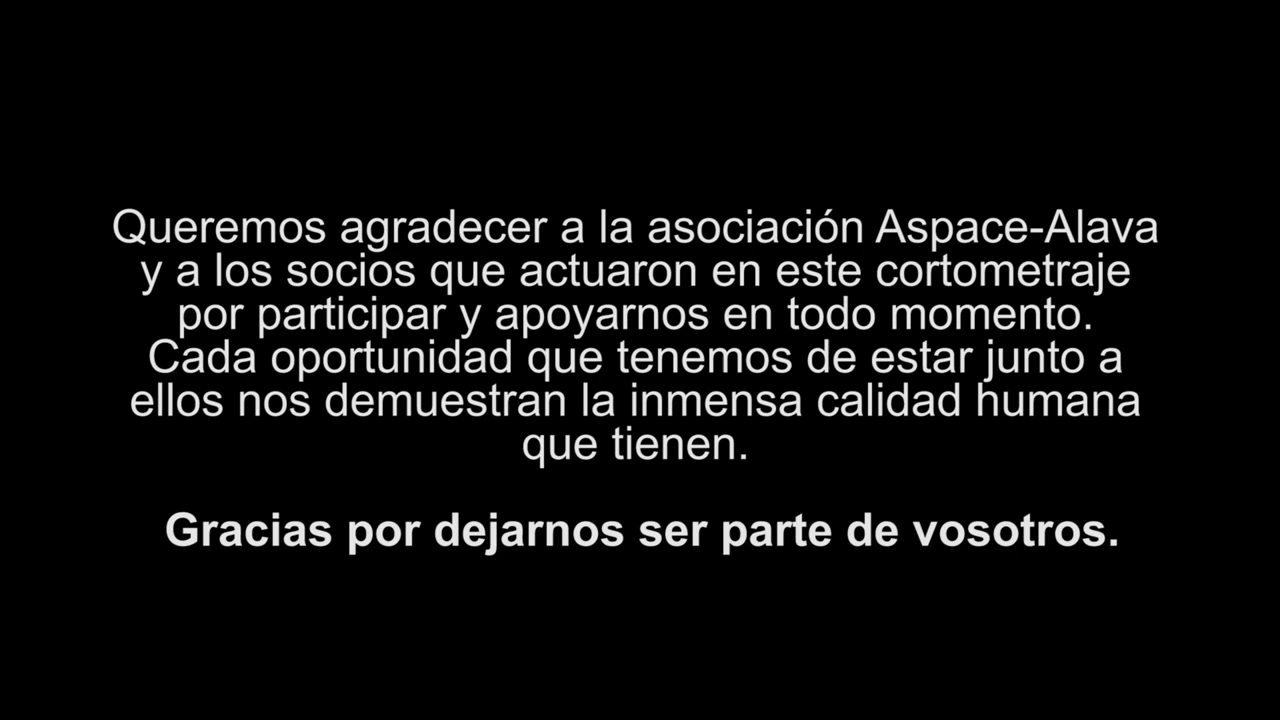 Queremos agradecer a la asociación Aspace-Alava
y a los socios que actuaron en este cortometraje
por participar y apoyarnos en todo momento.
Cada oportunidad que tenemos de estar junto a
ellos nos demuestran la inmensa calidad humana
que tienen.
Gracias por dejarnos ser parte de vosotros.